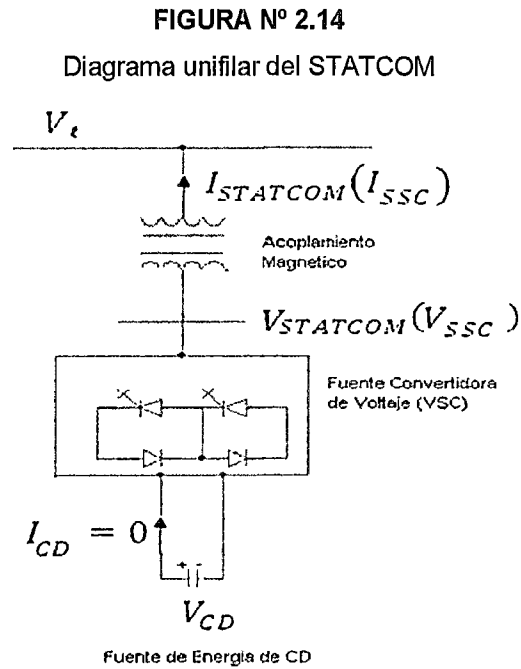 FIGURA Nº 2.14
Diagrama unifilar del STATCOM
V_t
I_STATCOM(I_SSC)
Acoplamiento
Magnetico
V_STATCOM(V_SSC)
Fuente Convertidora
de Voltaje (VSC)
I_CD = 0
+ -
V_CD
Fuente de Energia de CD